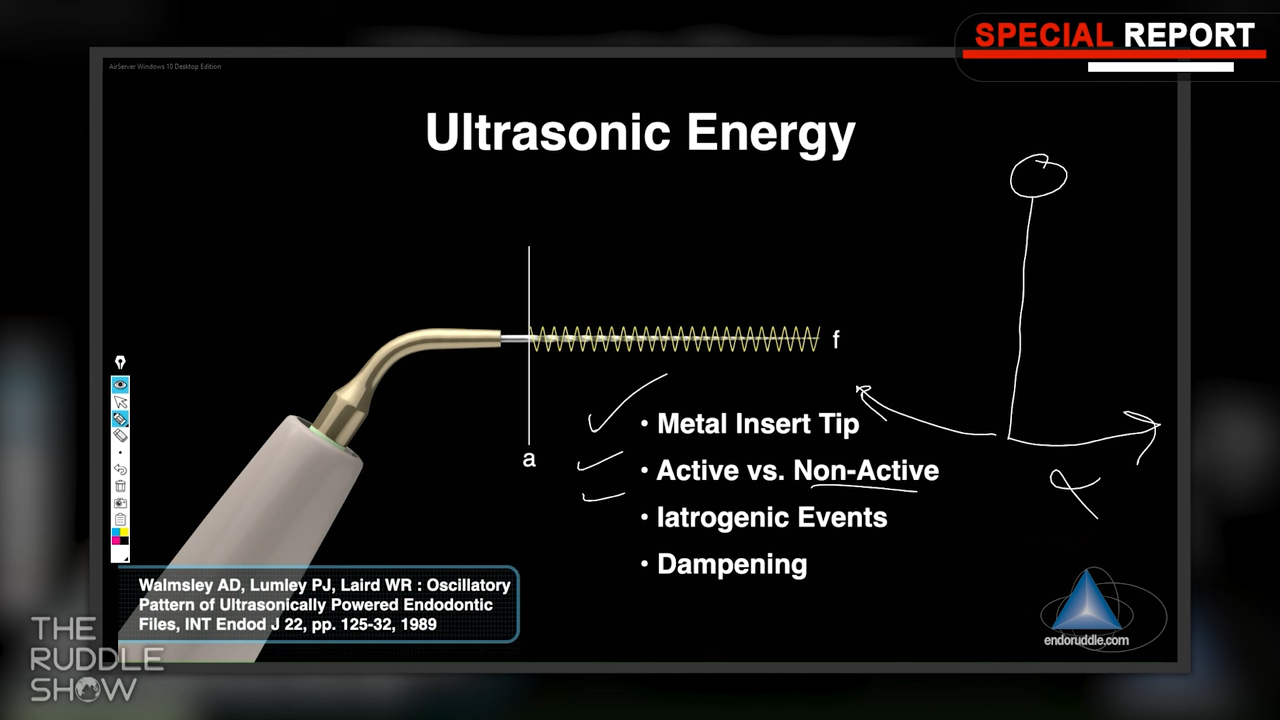 SPECIAL REPORT
AirServer Windows 10 Desktop Edition
Ultrasonic Energy
f
a
• Metal Insert Tip
• Active vs. Non-Active
• Iatrogenic Events
• Dampening
Walmsley AD, Lumley PJ, Laird WR : Oscillatory
Pattern of Ultrasonically Powered Endodontic
Files, INT Endod J 22, pp. 125-32, 1989
endoruddle.com
THE
RUDDLE
SHOW